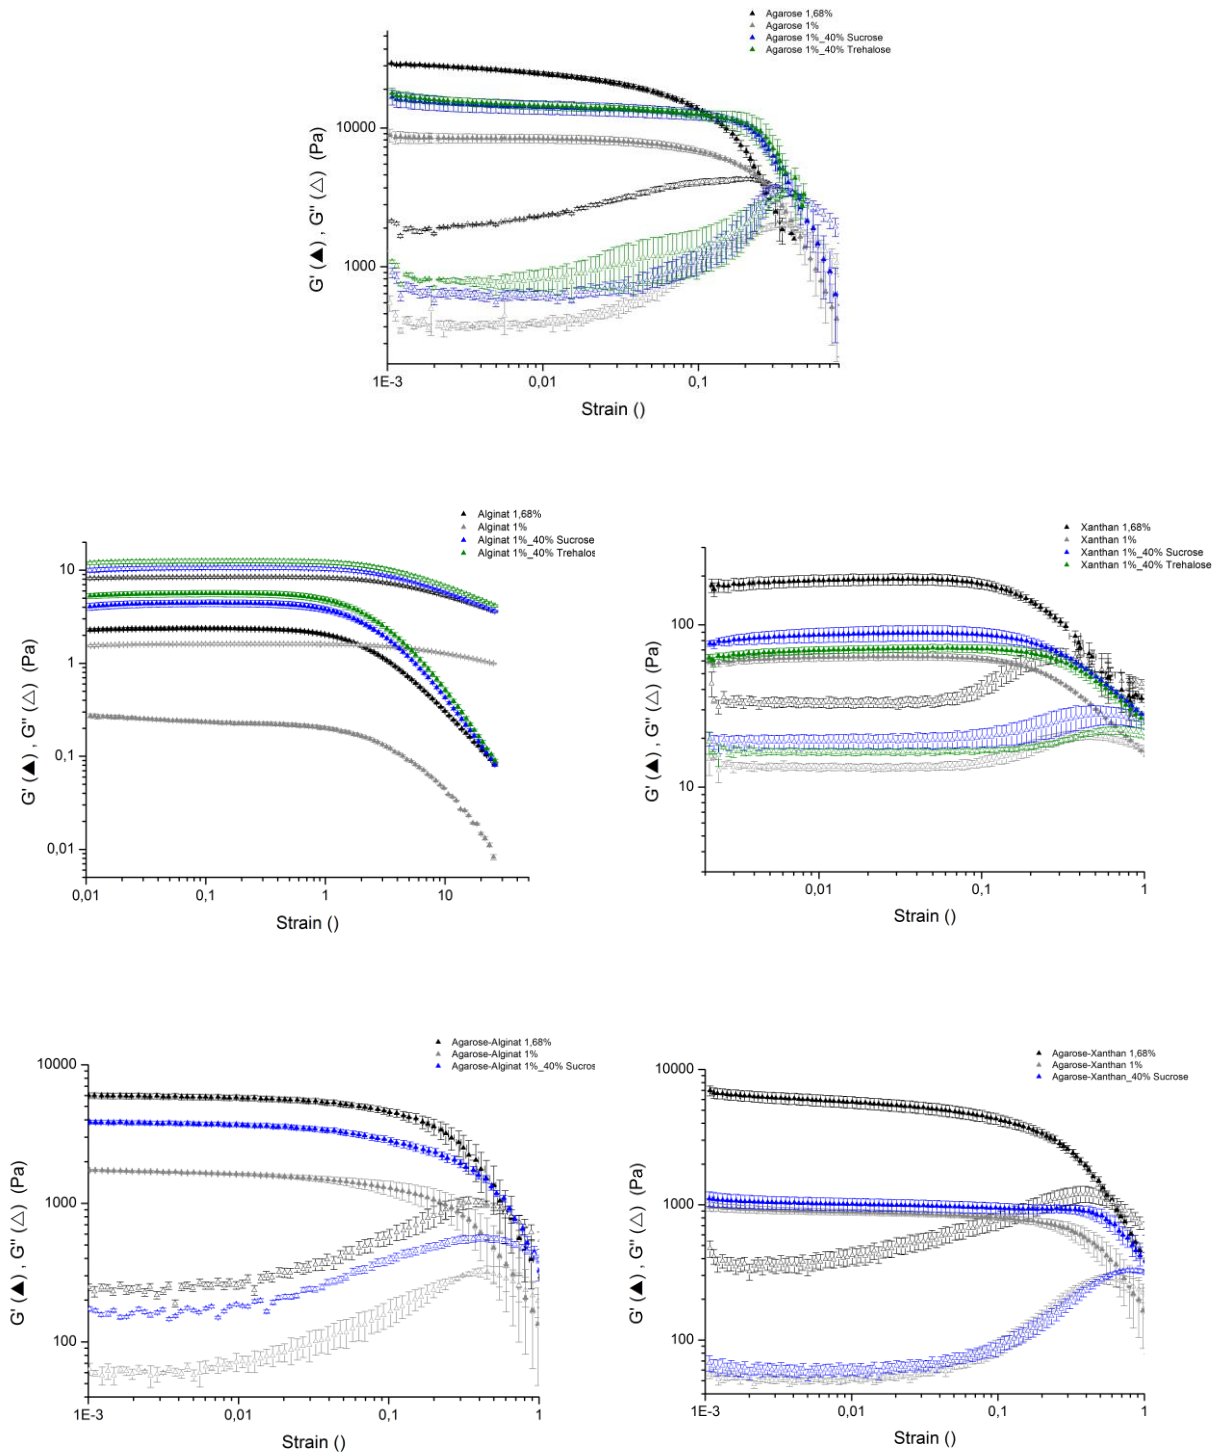 Agarose 1,68%
Agarose 1%
Agarose 1%_40% Sucrose
Agarose 1%_40% Trehalose
10000
1000
G' (▲) , G'' (△) (Pa)
1E-3 0,01 0,1
Strain ()
Alginat 1,68%
Alginat 1%
Alginat 1%_40% Sucrose
Alginat 1%_40% Trehalos
10
1
0,1
0,01
G' (▲) , G'' (△) (Pa)
0,01 0,1 1 10
Strain ()
Xanthan 1,68%
Xanthan 1%
Xanthan 1%_40% Sucrose
Xanthan 1%_40% Trehalose
100
10
G' (▲) , G'' (△) (Pa)
0,01 0,1 1
Strain ()
Agarose-Alginat 1,68%
Agarose-Alginat 1%
Agarose-Alginat 1%_40% Sucros
10000
1000
100
G' (▲) , G'' (△) (Pa)
1E-3 0,01 0,1 1
Strain ()
Agarose-Xanthan 1,68%
Agarose-Xanthan 1%
Agarose-Xanthan_40% Sucrose
10000
1000
100
G' (▲) , G'' (△) (Pa)
1E-3 0,01 0,1 1
Strain ()